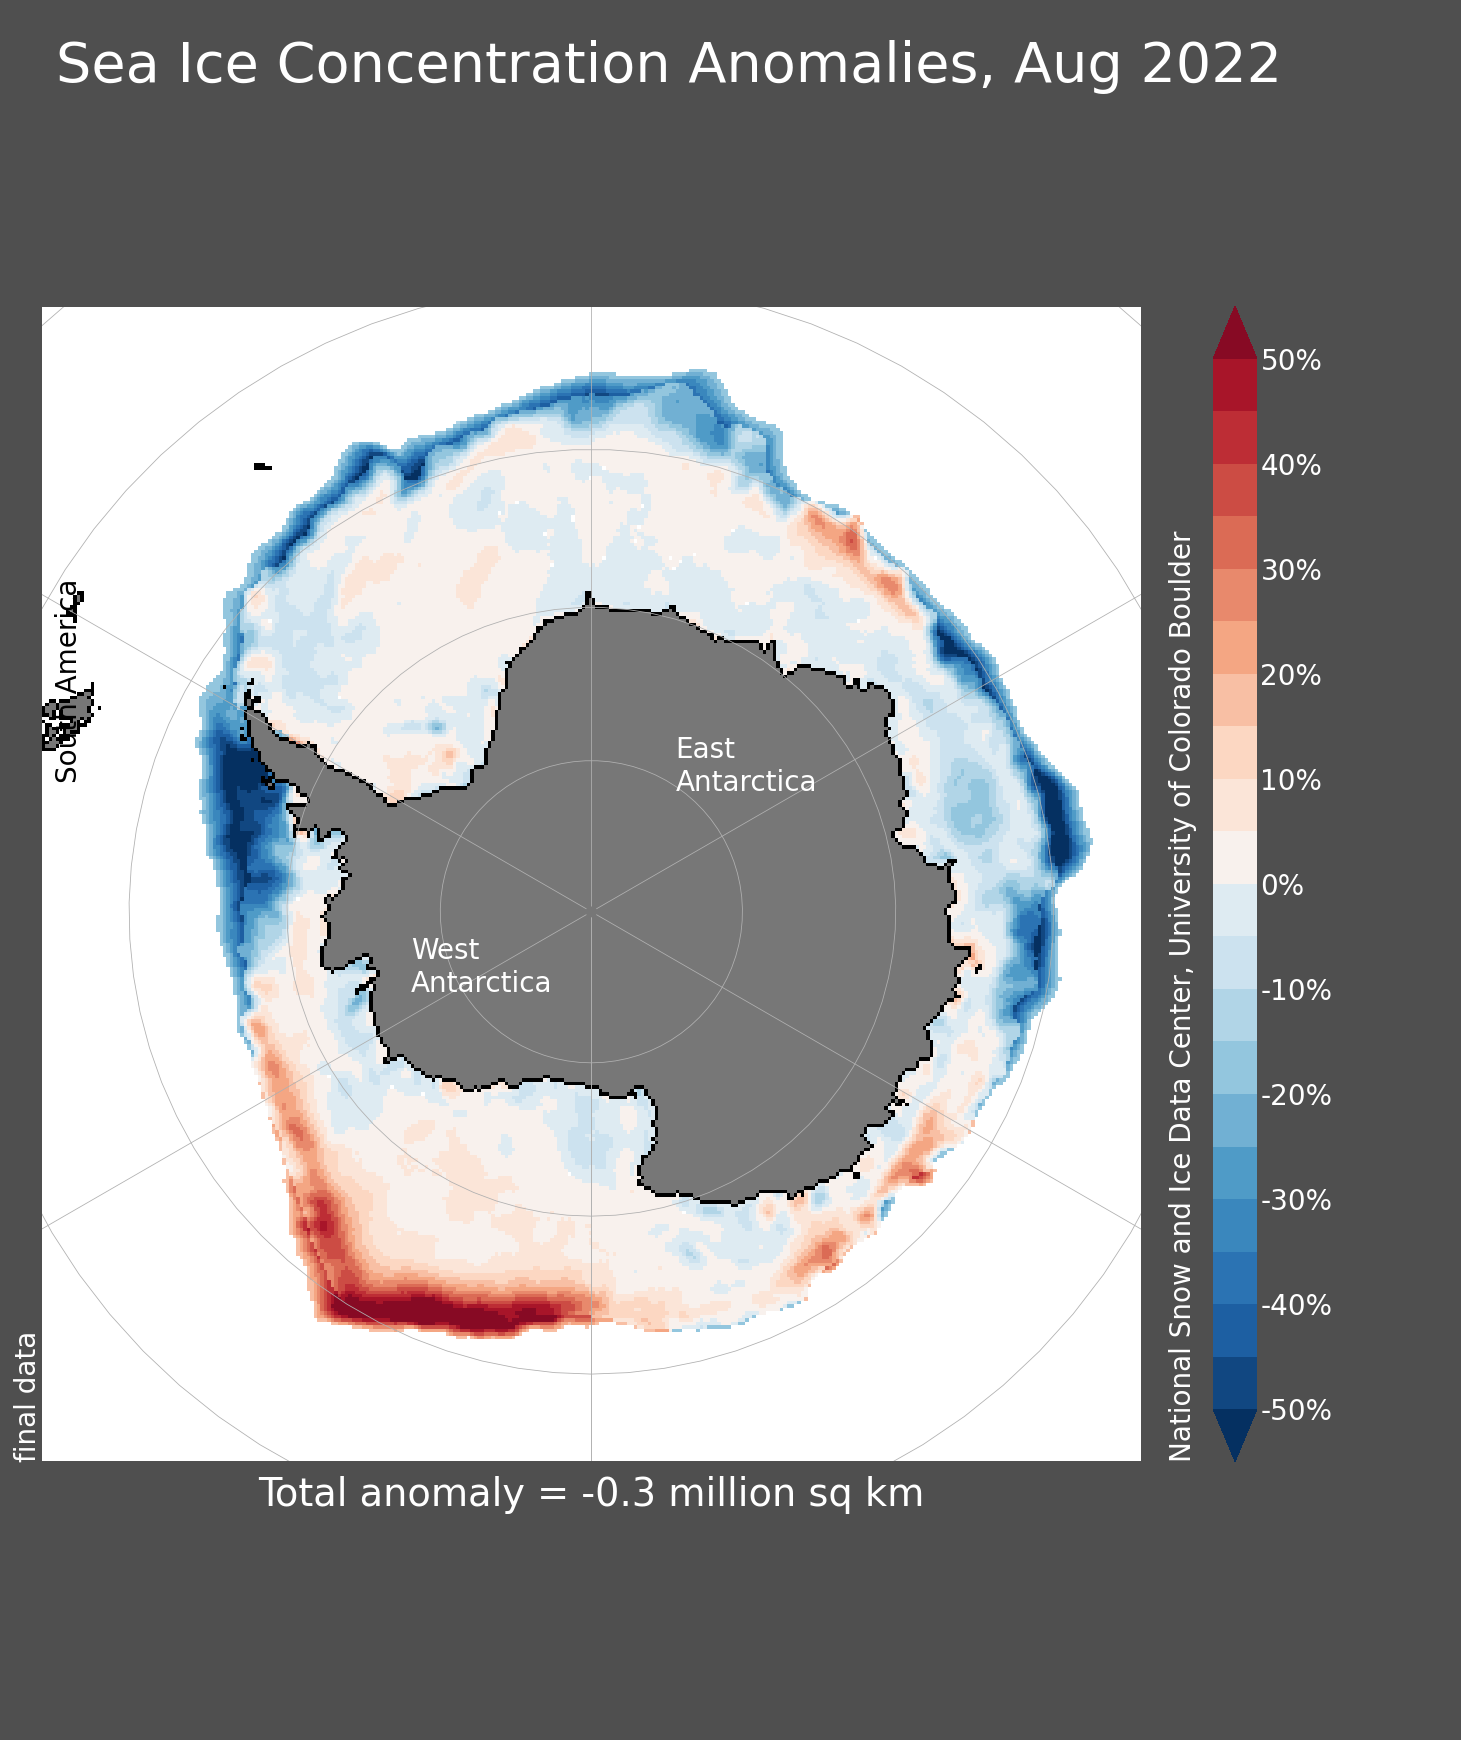 Sea Ice Concentration Anomalies, Aug 2022
South America
East
Antarctica
West
Antarctica
final data
National Snow and Ice Data Center, University of Colorado Boulder
50%
40%
30%
20%
10%
0%
-10%
-20%
-30%
-40%
-50%
Total anomaly = -0.3 million sq km